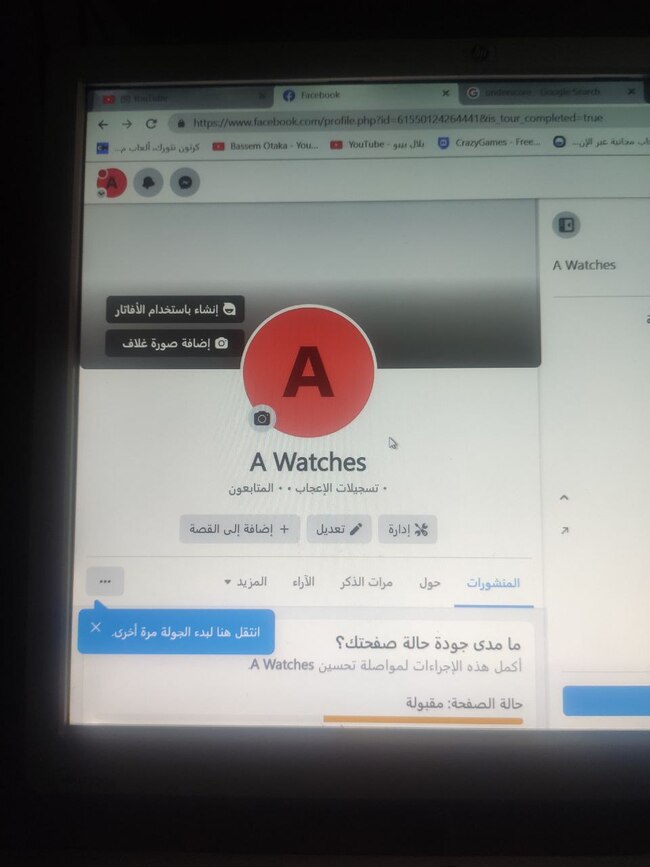 YouTube
Facebook
underscore - Google Search
https://www.facebook.com/profile.php?id=61550124264441&is_tour_completed=true
كرتون نتورك، ألعاب م...
Bassem Otaka - You...
بلال بيبو - YouTube
CrazyGames - Free...
اب مجانية عبر الإن...
A
A Watches
إنشاء باستخدام الأفاتار
إضافة صورة غلاف
A
A Watches
• تسجيلات الإعجاب • • المتابعون
إدارة
تعديل
+ إضافة إلى القصة
المنشورات
حول
مرات الذكر
الآراء
المزيد
انتقل هنا لبدء الجولة مرة أخرى.
ما مدى جودة حالة صفحتك؟
أكمل هذه الإجراءات لمواصلة تحسين A Watches.
حالة الصفحة: مقبولة